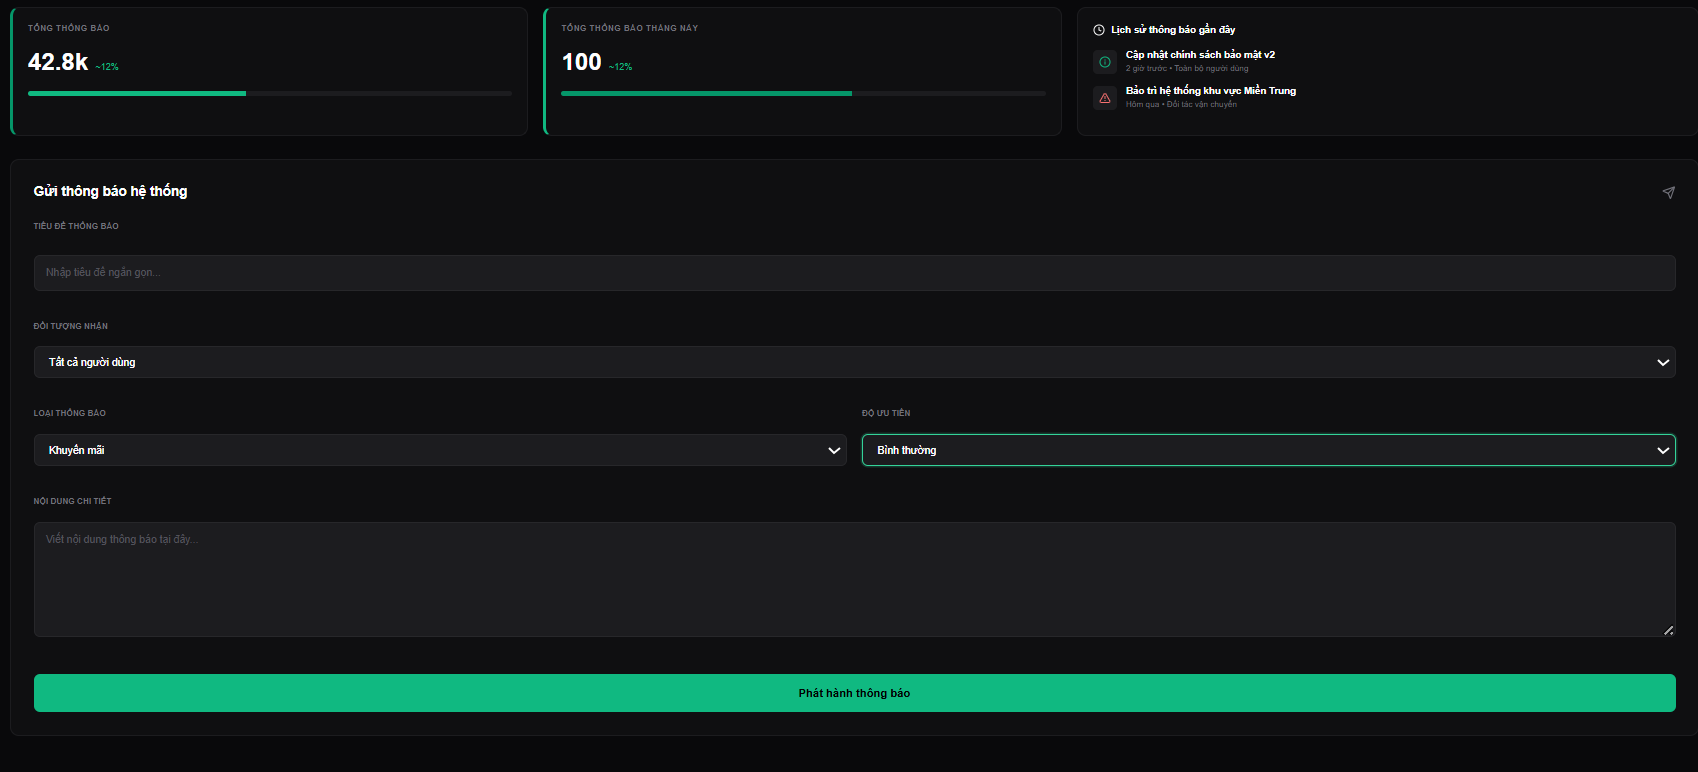 TỔNG THÔNG BÁO
42.8k ~12%
TỔNG THÔNG BÁO THÁNG NÀY
100 ~12%
Lịch sử thông báo gần đây
Cập nhật chính sách bảo mật v2
2 giờ trước • Toàn bộ người dùng
Bảo trì hệ thống khu vực Miền Trung
Hôm qua • Đối tác vận chuyển
Gửi thông báo hệ thống
TIÊU ĐỀ THÔNG BÁO
Nhập tiêu đề ngắn gọn...
ĐỐI TƯỢNG NHẬN
Tất cả người dùng
LOẠI THÔNG BÁO
ĐỘ ƯU TIÊN
Khuyến mãi
Bình thường
NỘI DUNG CHI TIẾT
Viết nội dung thông báo tại đây...
Phát hành thông báo